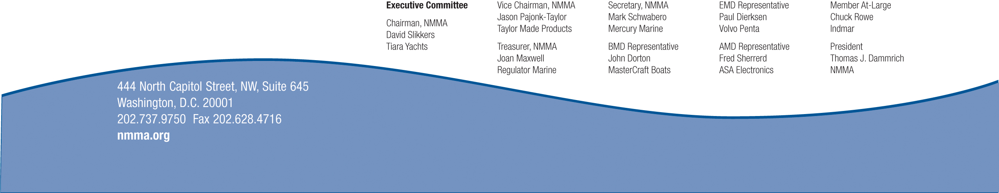 Executive Committee
Chairman, NMMA
David Slikkers
Tiara Yachts
Vice Chairman, NMMA
Jason Pajonk-Taylor
Taylor Made Products
Treasurer, NMMA
Joan Maxwell
Regulator Marine
Secretary, NMMA
Mark Schwabero
Mercury Marine
BMD Representative
John Dorton
MasterCraft Boats
EMD Representative
Paul Dierksen
Volvo Penta
AMD Representative
Fred Sherrerd
ASA Electronics
Member At-Large
Chuck Rowe
Indmar
President
Thomas J. Dammrich
NMMA
444 North Capitol Street, NW, Suite 645
Washington, D.C. 20001
202.737.9750 Fax 202.628.4716
nmma.org